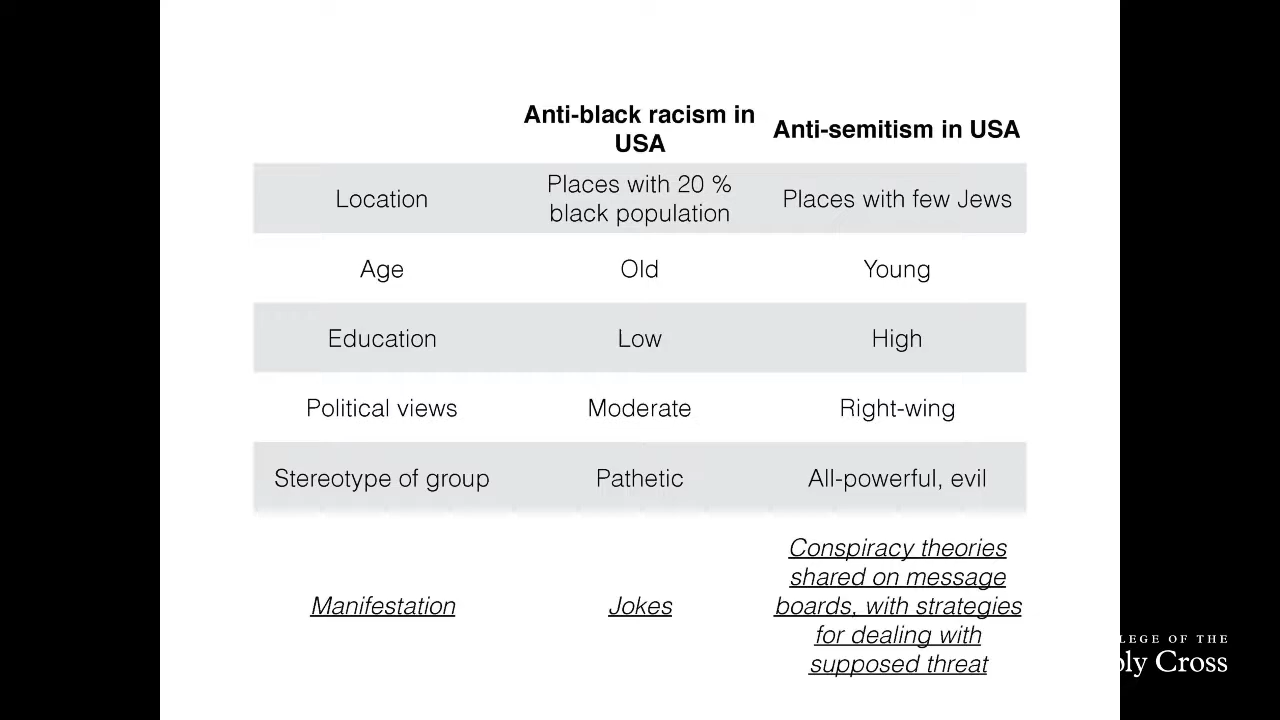 Anti-black racism in
USA
Anti-semitism in USA
Location
Places with 20 %
black population
Places with few Jews
Age
Old
Young
Education
Low
High
Political views
Moderate
Right-wing
Stereotype of group
Pathetic
All-powerful, evil
Manifestation
Jokes
Conspiracy theories
shared on message
boards, with strategies
for dealing with
supposed threat
OF THE
Cross